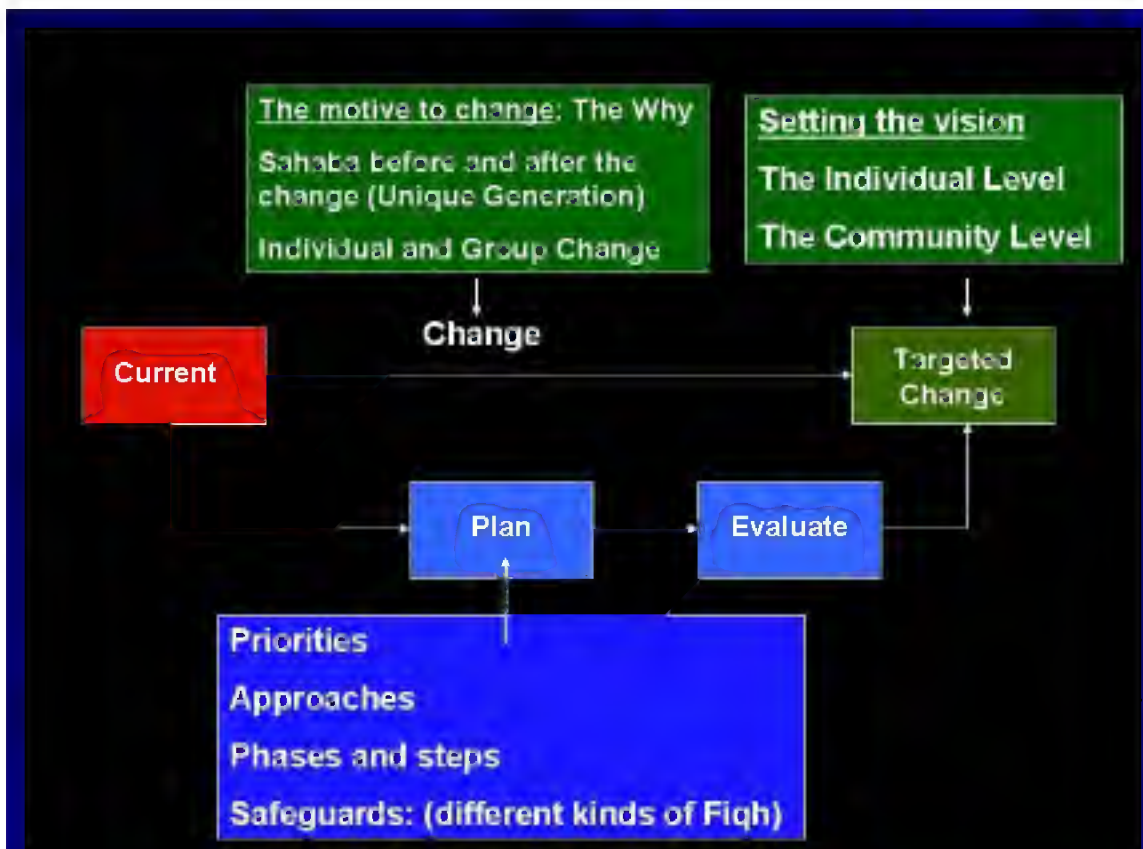 The motive to change: The Why
Sahaba before and after the
change (Unique Generation)
Individual and Group Change
Setting the vision
The Individual Level
The Community Level
Change
Current
Targeted
Change
Plan
Evaluate
Priorities
Approaches
Phases and steps
Safeguards: (different kinds of Fiqh)